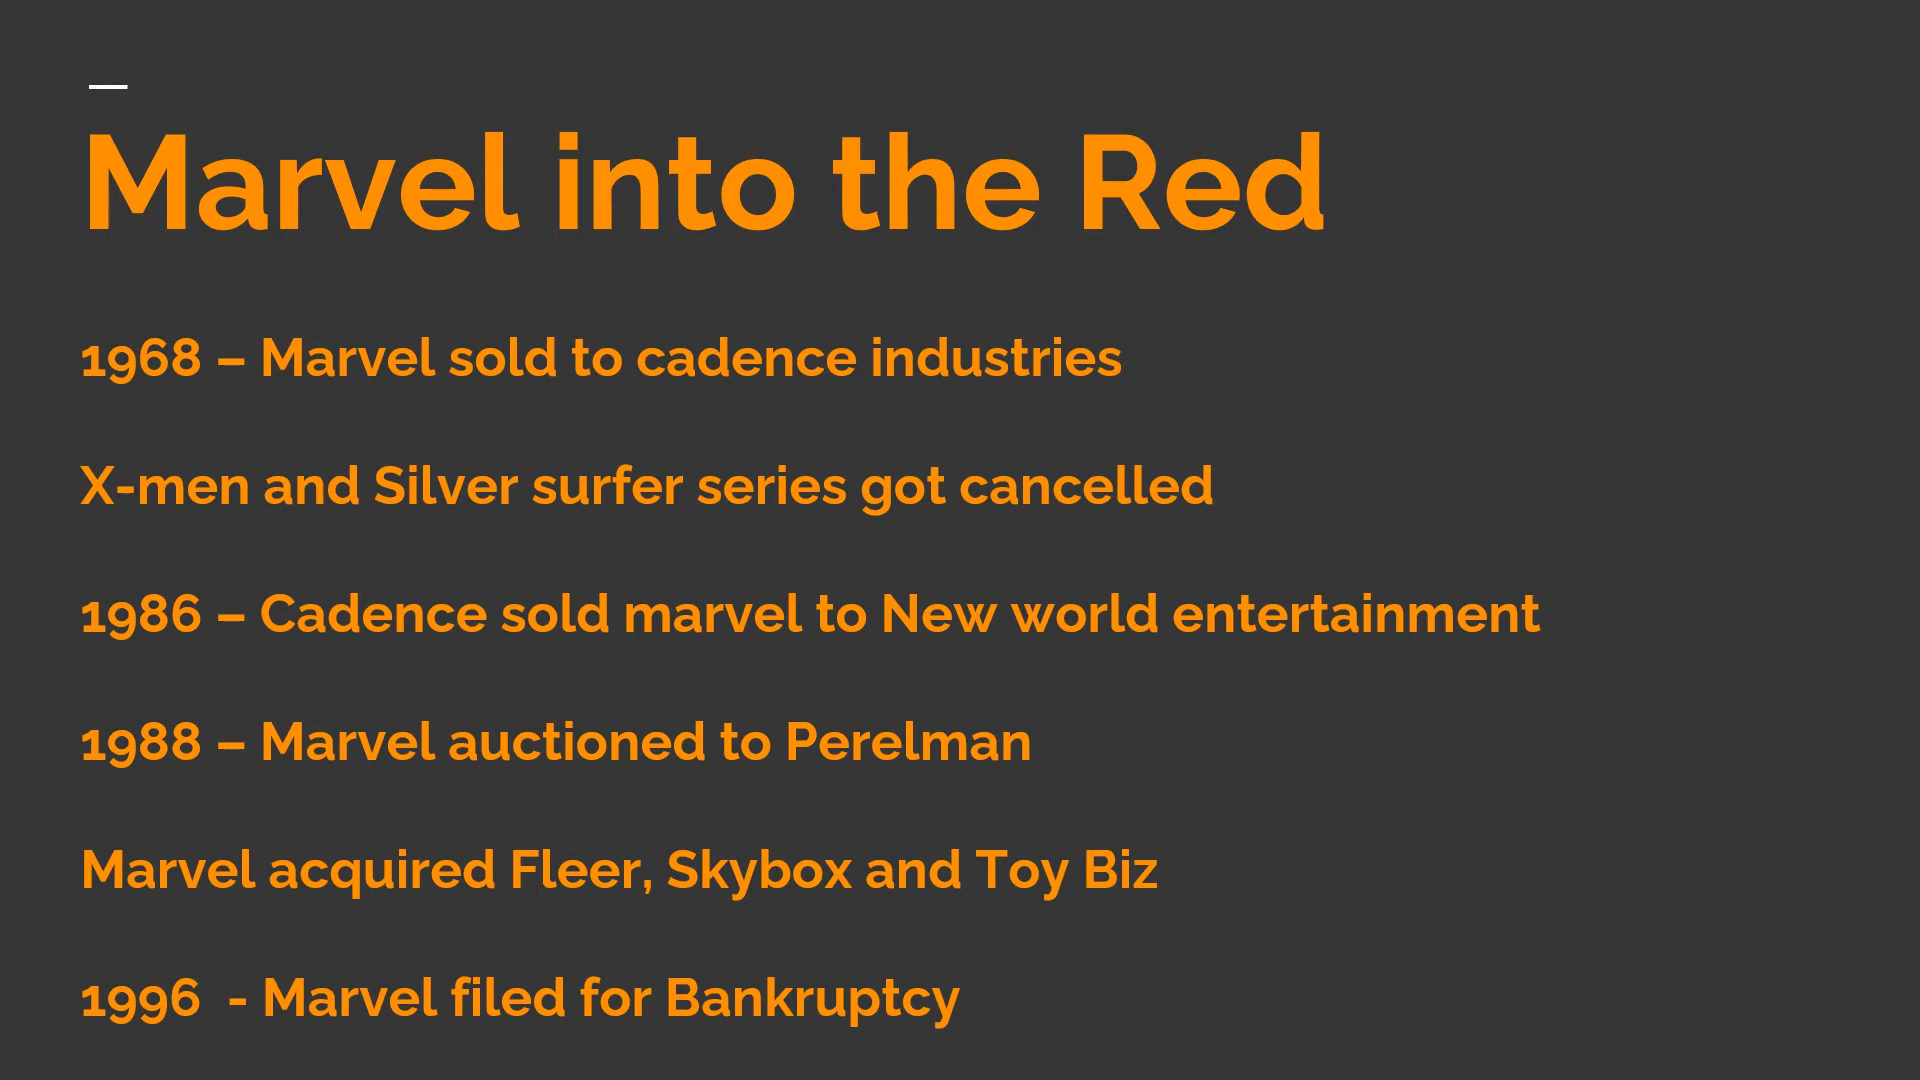 Marvel into the Red
1968 – Marvel sold to cadence industries
X-men and Silver surfer series got cancelled
1986 – Cadence sold marvel to New world entertainment
1988 – Marvel auctioned to Perelman
Marvel acquired Fleer, Skybox and Toy Biz
1996  - Marvel filed for Bankruptcy